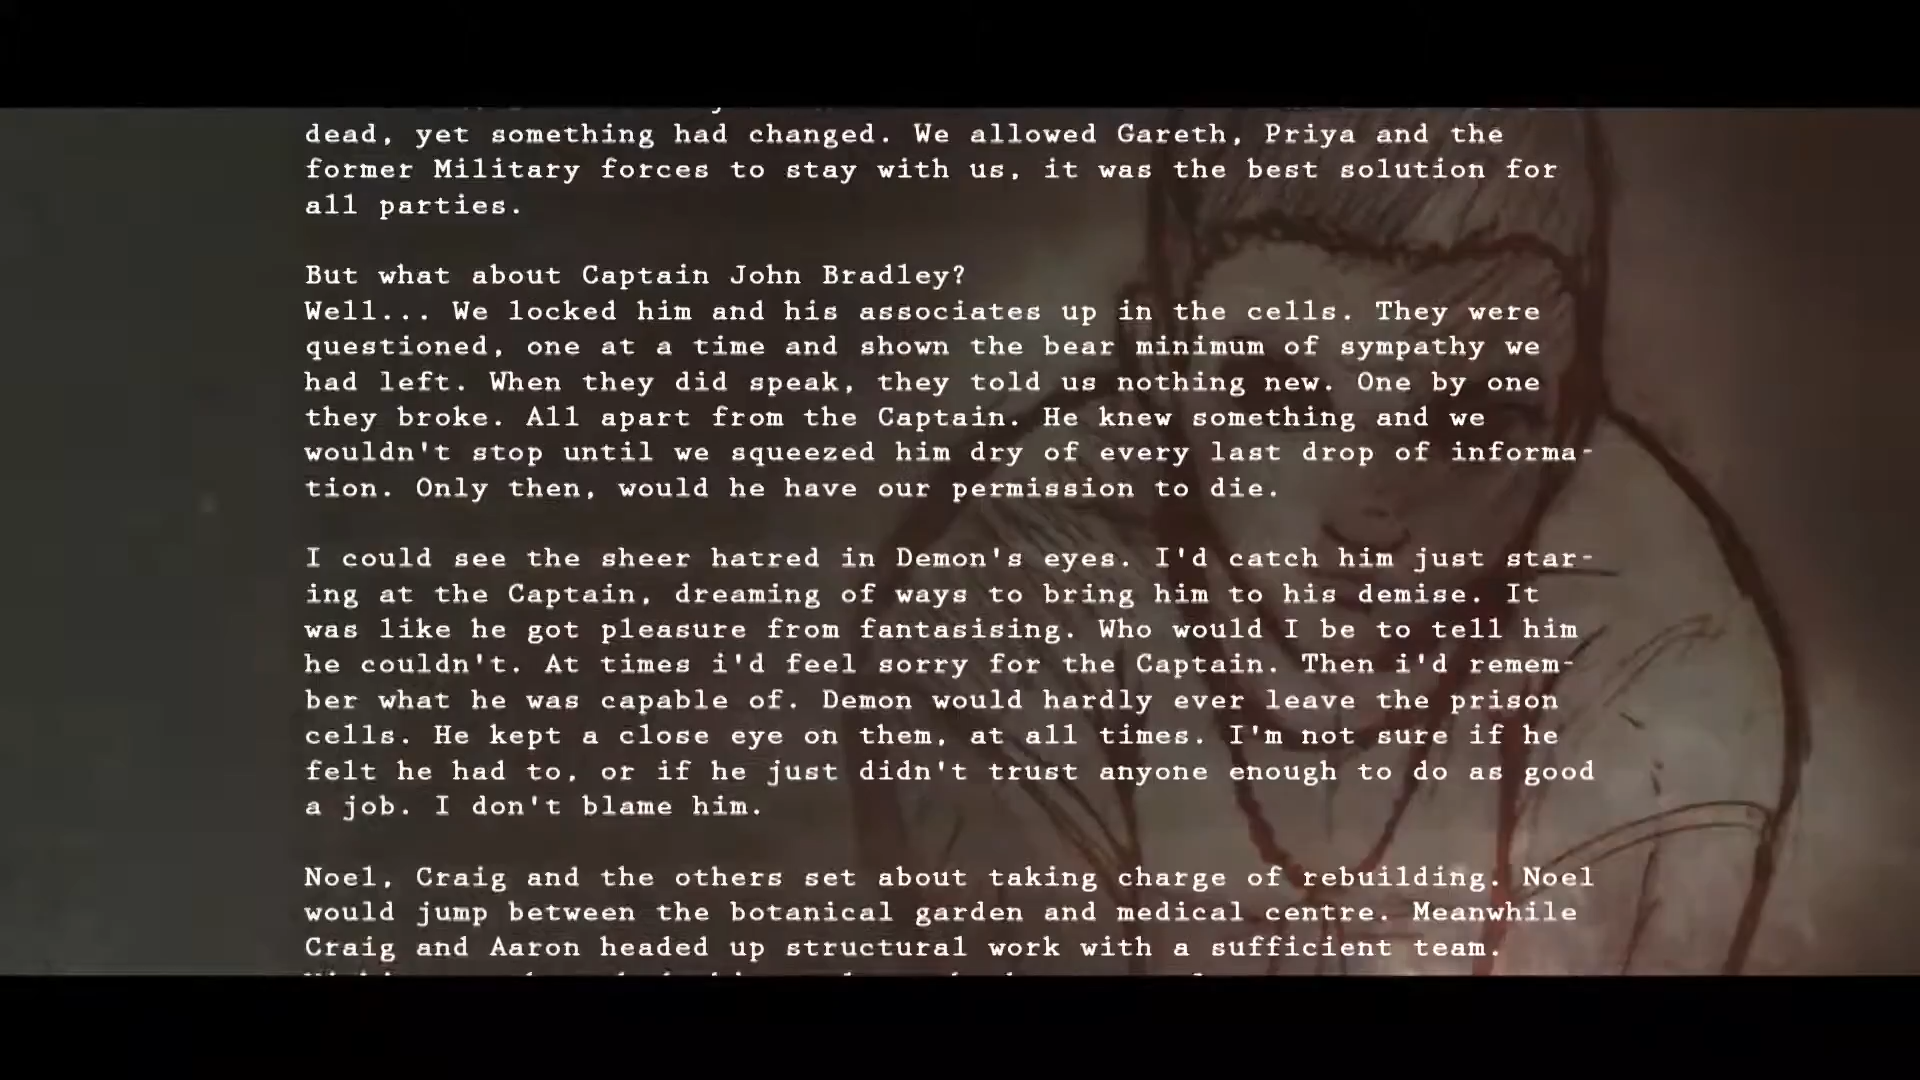 dead, yet something had changed. We allowed Gareth, Priya and the
former Military forces to stay with us, it was the best solution for
all parties.
But what about Captain John Bradley?
Well... We locked him and his associates up in the cells. They were
questioned, one at a time and shown the bear minimum of sympathy we
had left. When they did speak, they told us nothing new. One by one
they broke. All apart from the Captain. He knew something and we
wouldn't stop until we squeezed him dry of every last drop of informa-
tion. Only then, would he have our permission to die.
I could see the sheer hatred in Demon's eyes. I'd catch him just star-
ing at the Captain, dreaming of ways to bring him to his demise. It
was like he got pleasure from fantasising. Who would I be to tell him
he couldn't. At times i'd feel sorry for the Captain. Then i'd remem-
ber what he was capable of. Demon would hardly ever leave the prison
cells. He kept a close eye on them, at all times. I'm not sure if he
felt he had to, or if he just didn't trust anyone enough to do as good
a job. I don't blame him.
Noel, Craig and the others set about taking charge of rebuilding. Noel
would jump between the botanical garden and medical centre. Meanwhile
Craig and Aaron headed up structural work with a sufficient team.